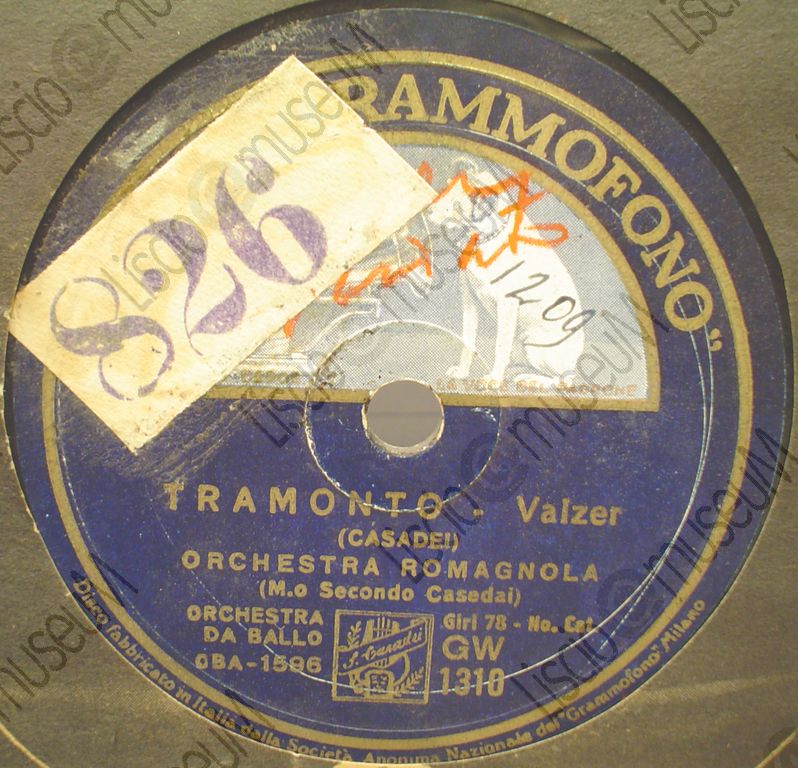 RAMMOFONO"
826
1209
LA VOCE DEL PADRONE
TRAMONTO - Valzer
(CASADEI)
ORCHESTRA ROMAGNOLA
(M.o Secondo Casedai)
ORCHESTRA
DA BALLO
OBA-1596
S. Casadei
Giri 78 - No. Cat.
GW
1310
Disco fabbricato in Italia dalla Società Anonima Nazionale del "Grammofono" Milano
Liscio@museuM